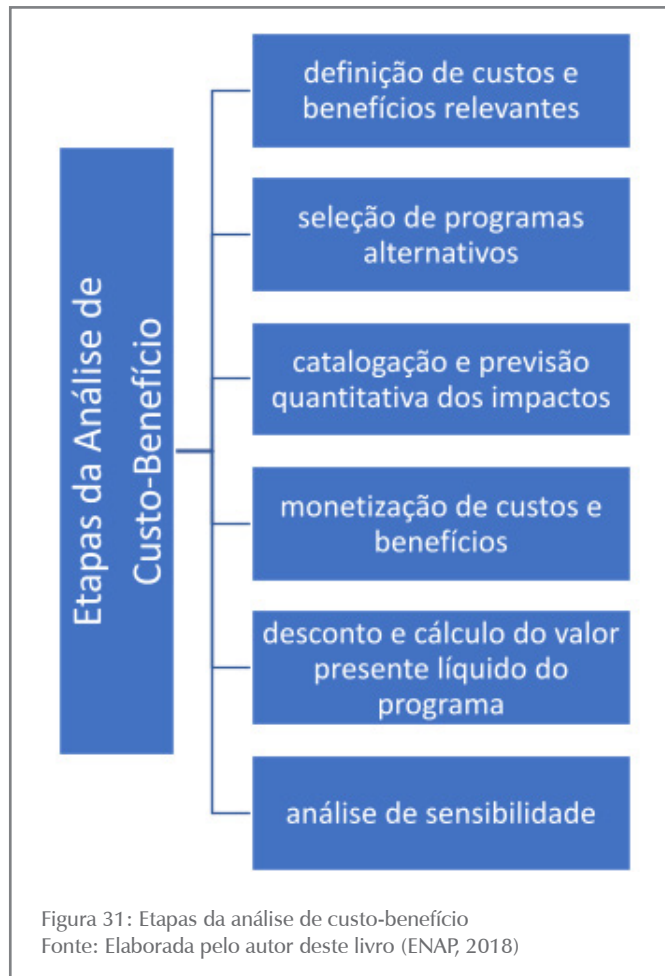 Etapas da Análise de
Custo-Benefício
definição de custos e
benefícios relevantes
seleção de programas
alternativos
catalogação e previsão
quantitativa dos impactos
monetização de custos e
benefícios
desconto e cálculo do valor
presente líquido do
programa
análise de sensibilidade
Figura 31: Etapas da análise de custo-benefício
Fonte: Elaborada pelo autor deste livro (ENAP, 2018)